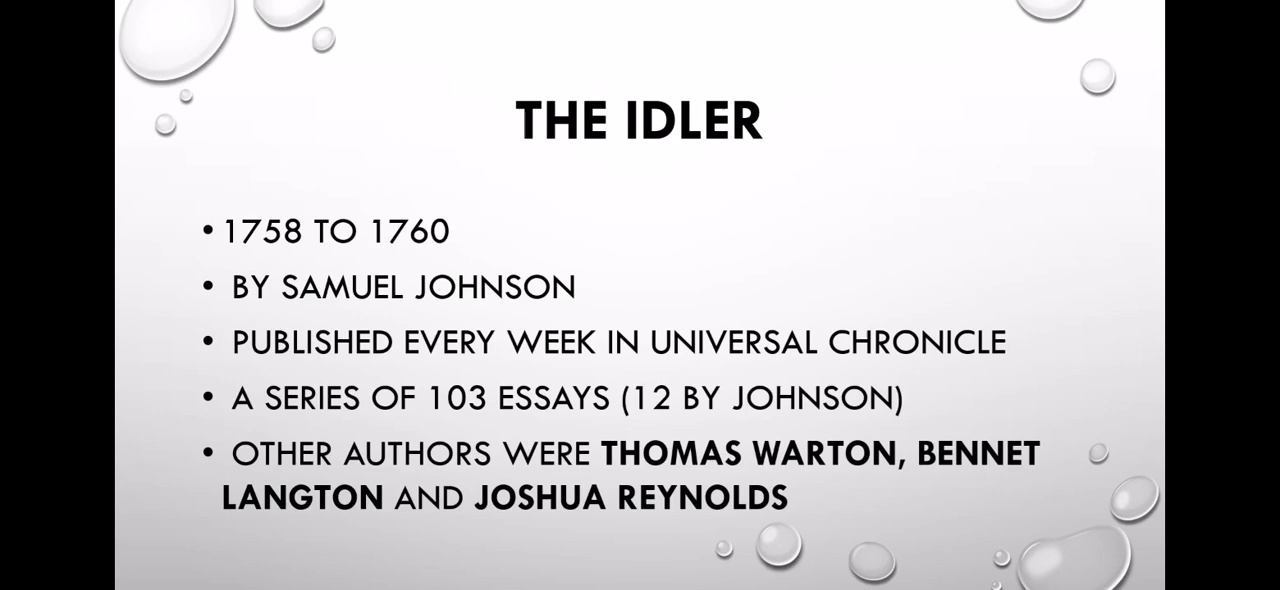 THE IDLER
• 1758 TO 1760
• BY SAMUEL JOHNSON
• PUBLISHED EVERY WEEK IN UNIVERSAL CHRONICLE
• A SERIES OF 103 ESSAYS (12 BY JOHNSON)
• OTHER AUTHORS WERE THOMAS WARTON, BENNET
LANGTON AND JOSHUA REYNOLDS